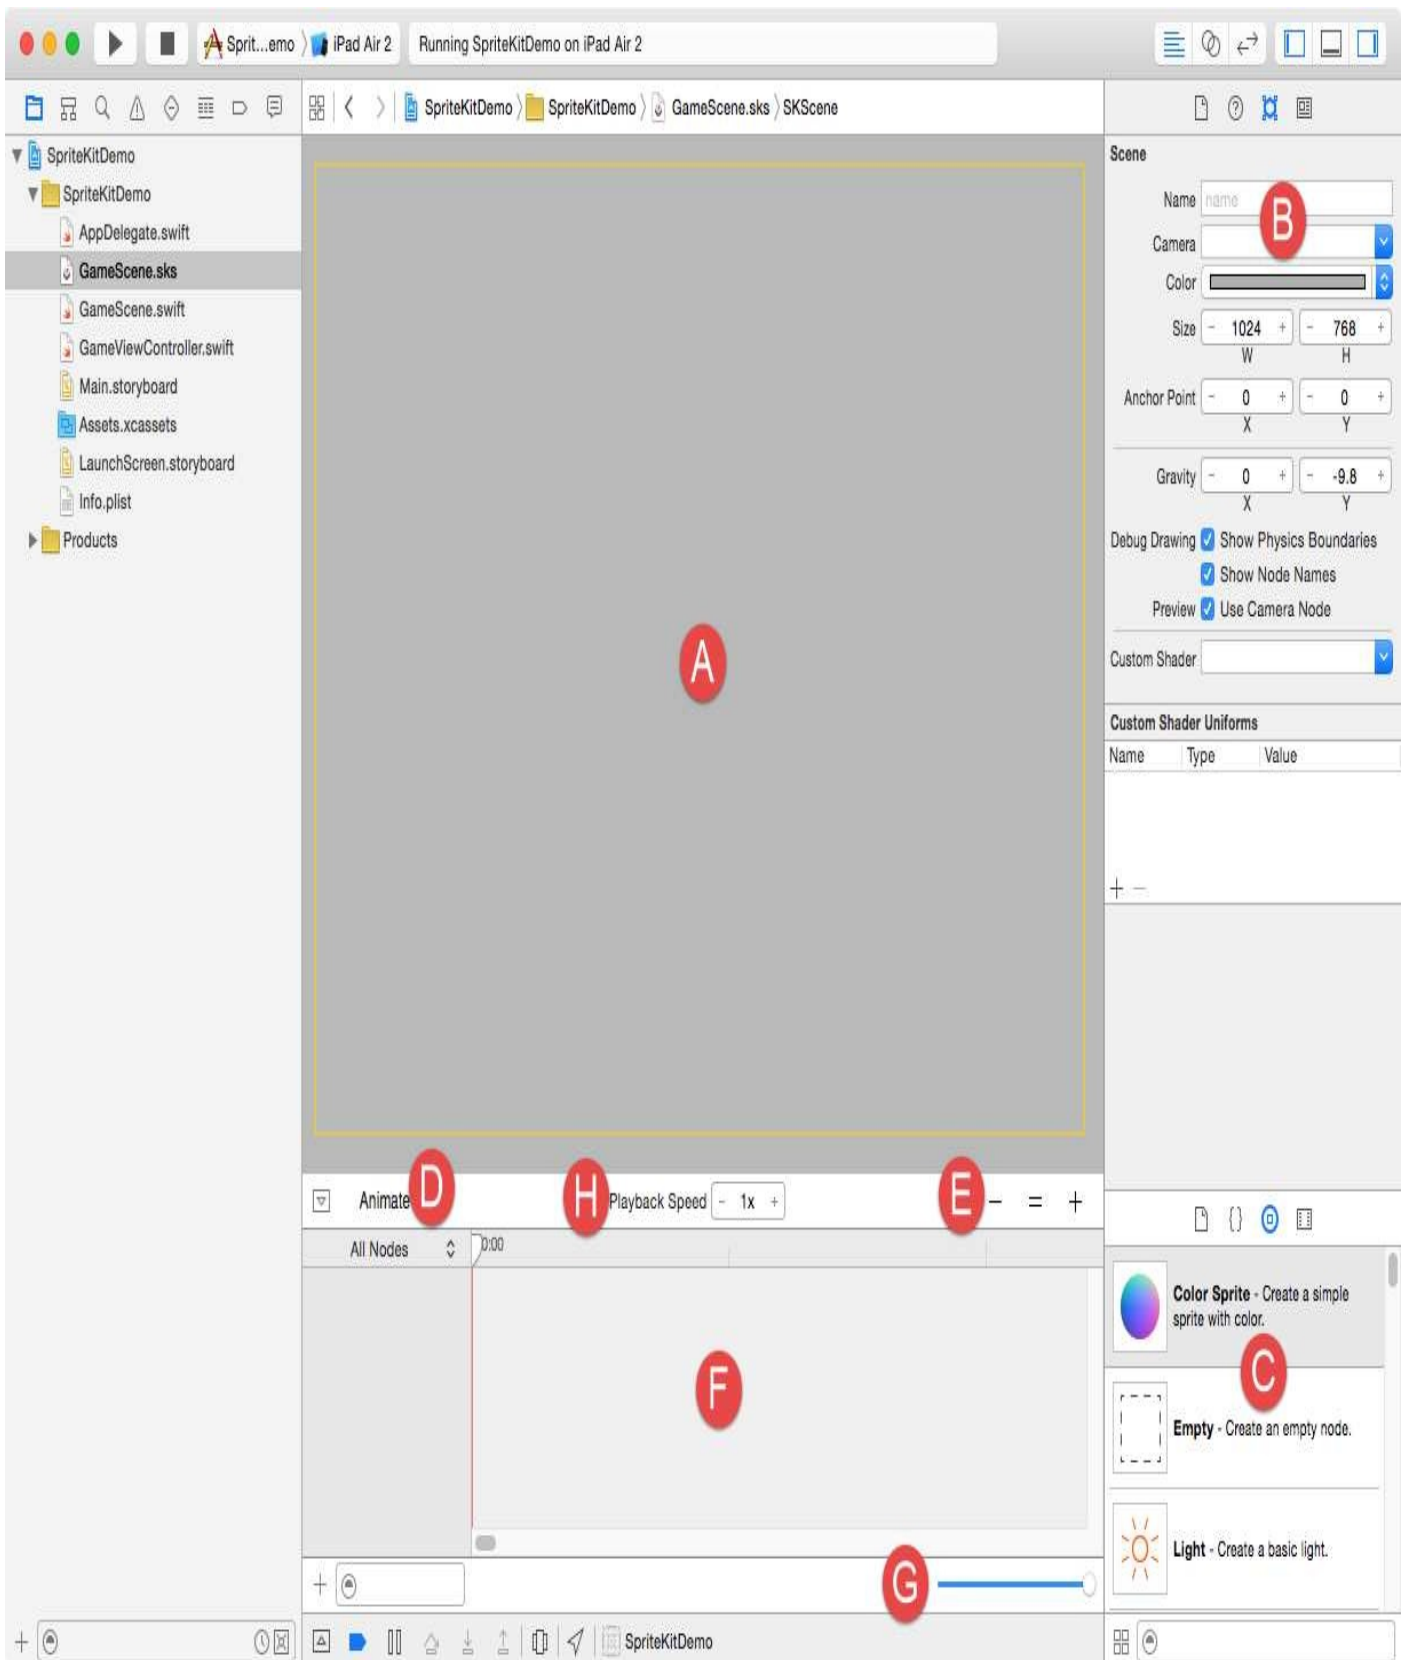 Sprit...emo
iPad Air 2
Running SpriteKitDemo on iPad Air 2
SpriteKitDemo
SpriteKitDemo
GameScene.sks
SKScene
SpriteKitDemo
SpriteKitDemo
AppDelegate.swift
GameScene.sks
GameScene.swift
GameViewController.swift
Main.storyboard
Assets.xcassets
LaunchScreen.storyboard
Info.plist
Products
A
D
Animate
H
Playback Speed
- 1x +
E
- = +
All Nodes
0:00
F
G
SpriteKitDemo
Scene
Name name
B
Camera
Color
Size - 1024 + - 768 +
W H
Anchor Point - 0 + - 0 +
X Y
Gravity - 0 + - -9.8 +
X Y
Debug Drawing Show Physics Boundaries
Show Node Names
Preview Use Camera Node
Custom Shader
Custom Shader Uniforms
Name Type Value
+ −
{}
Color Sprite - Create a simple
sprite with color.
C
Empty - Create an empty node.
Light - Create a basic light.